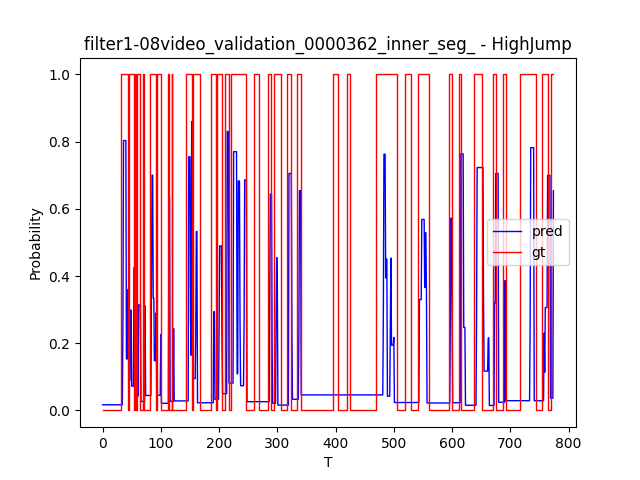 filter1-08video_validation_0000362_inner_seg_ - HighJump
1.0
0.8
0.6
0.4
0.2
0.0
Probability
pred
gt
0 100 200 300 400 500 600 700 800
T